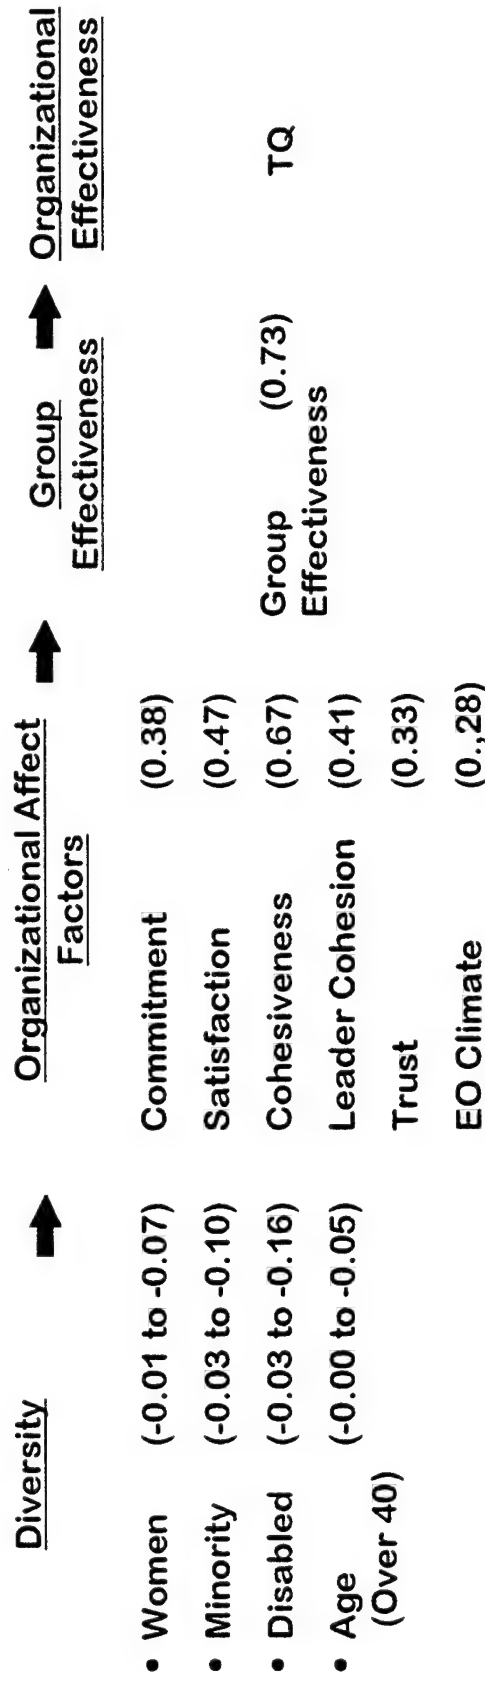 Diversity ➡ Organizational Affect Factors ➡ Group Effectiveness ➡ Organizational Effectiveness
• Women (-0.01 to -0.07) Commitment (0.38)
• Minority (-0.03 to -0.10) Satisfaction (0.47)
• Disabled (-0.03 to -0.16) Cohesiveness (0.67) Group Effectiveness (0.73) TQ
• Age (Over 40) (-0.00 to -0.05) Leader Cohesion (0.41)
Trust (0.33)
EO Climate (0.,28)